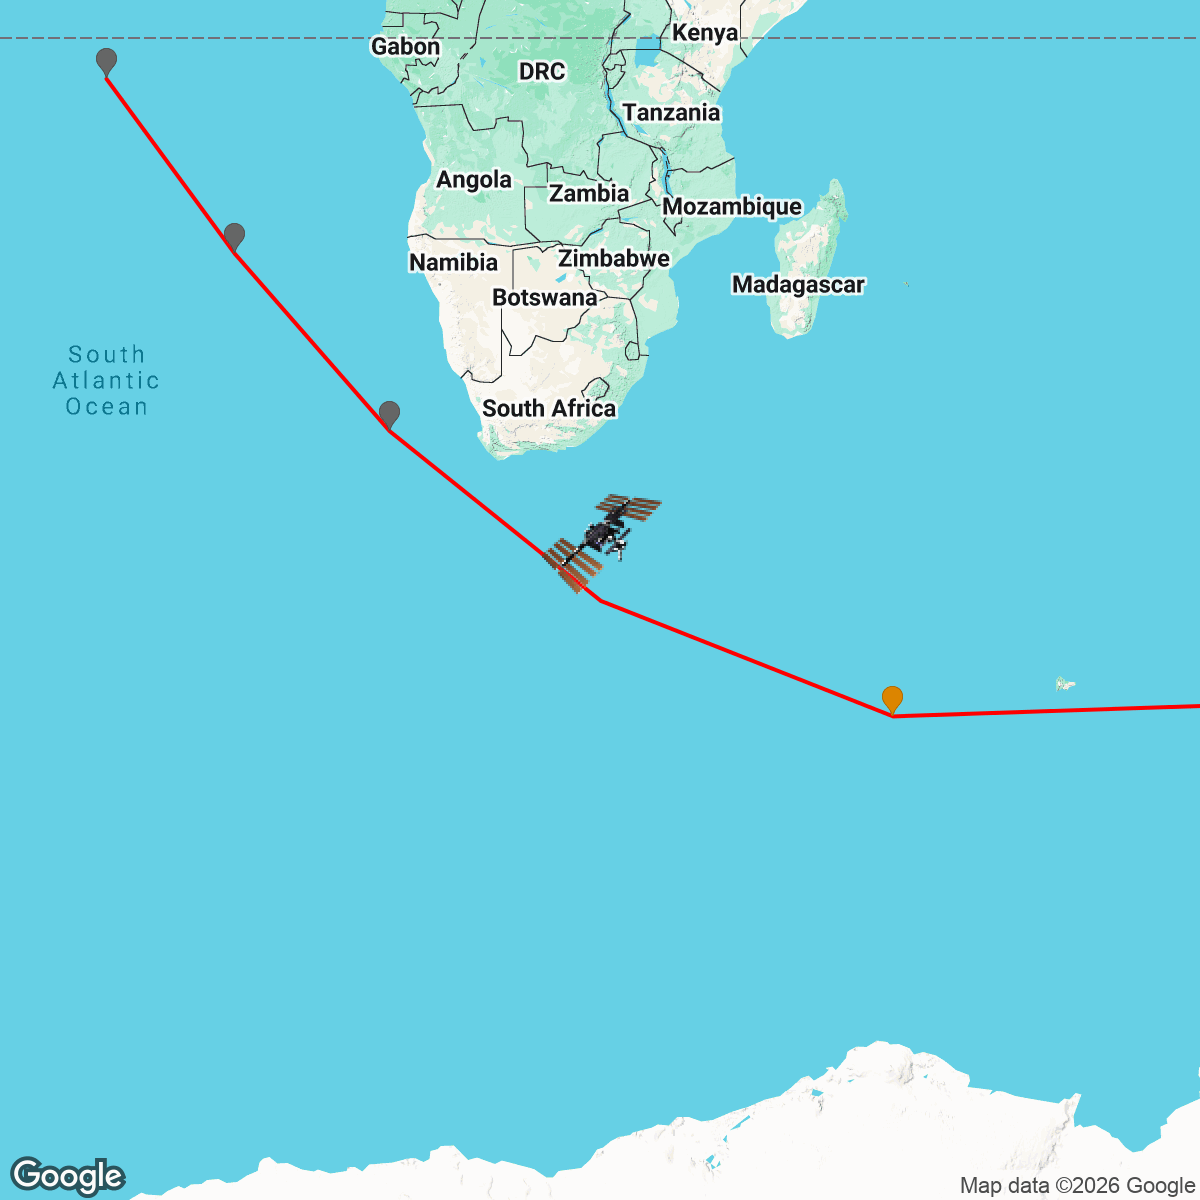 Kenya
Gabon
DRC
Tanzania
Angola
Zambia
Mozambique
Zimbabwe
Namibia
Madagascar
Botswana
South
Atlantic
Ocean
South Africa
Google
Map data ©2026 Google